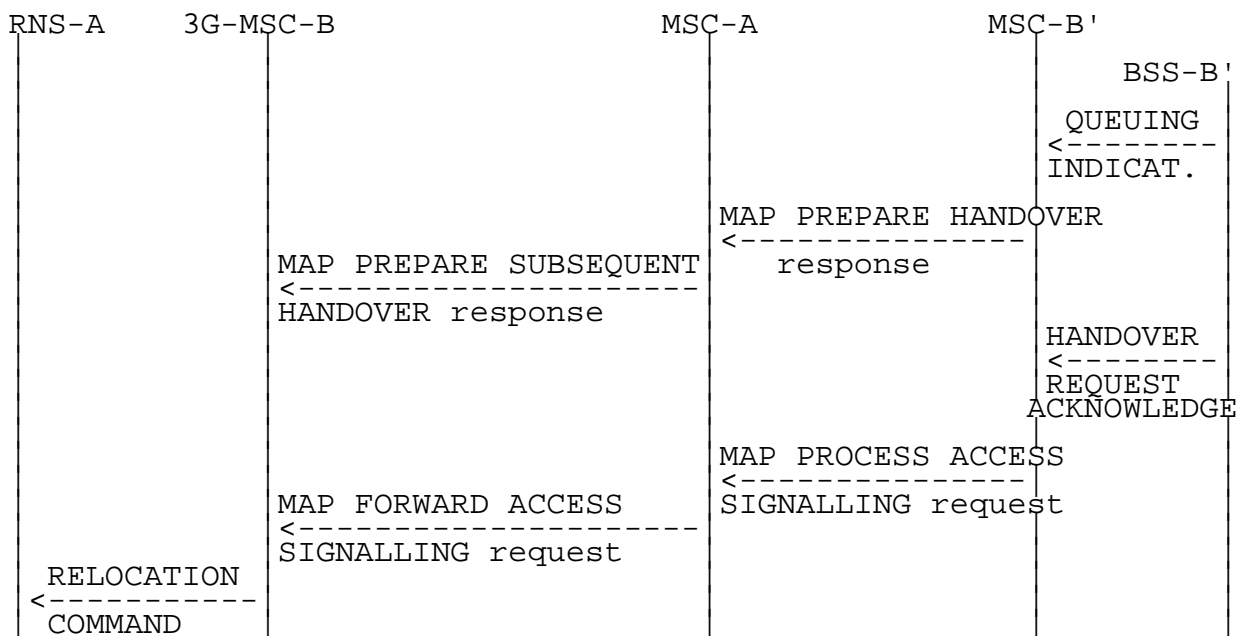 RNS-A 3G-MSC-B MSC-A MSC-B'
BSS-B'
QUEUING
INDICAT.
MAP PREPARE HANDOVER
response
MAP PREPARE SUBSEQUENT
HANDOVER response
HANDOVER
REQUEST
ACKNOWLEDGE
MAP PROCESS ACCESS
SIGNALLING request
MAP FORWARD ACCESS
SIGNALLING request
RELOCATION
COMMAND